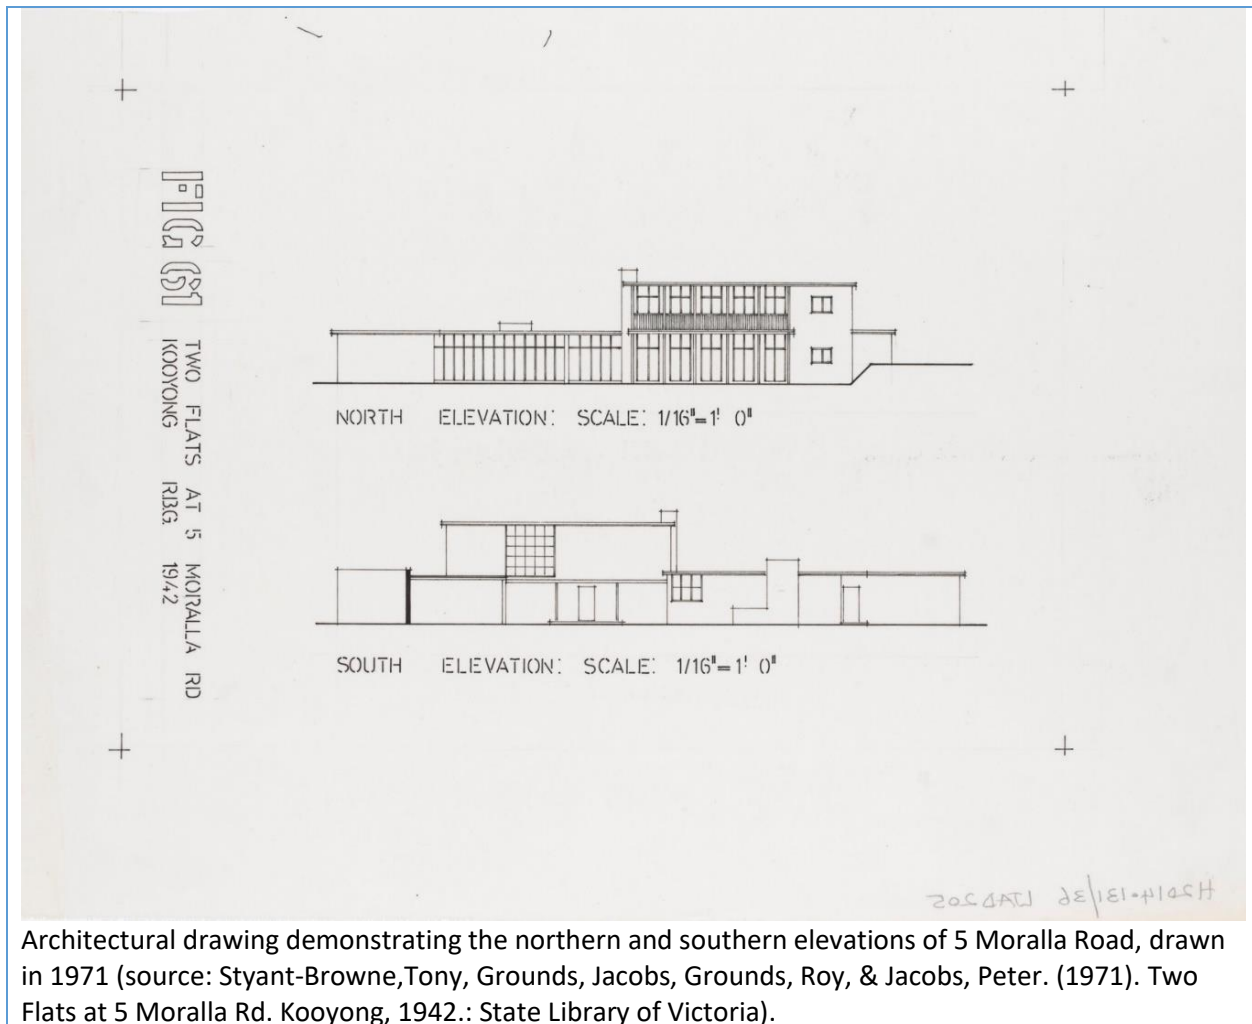 FIG 61
TWO FLATS AT 5 MORALLA RD
KOOYONG R.B.G. 1942
NORTH ELEVATION: SCALE: 1/16"=1' 0"
SOUTH ELEVATION: SCALE: 1/16"=1' 0"
H2014.131/36 LTAD205
Architectural drawing demonstrating the northern and southern elevations of 5 Moralla Road, drawn
in 1971 (source: Styant-Browne,Tony, Grounds, Jacobs, Grounds, Roy, & Jacobs, Peter. (1971). Two
Flats at 5 Moralla Rd. Kooyong, 1942.: State Library of Victoria).